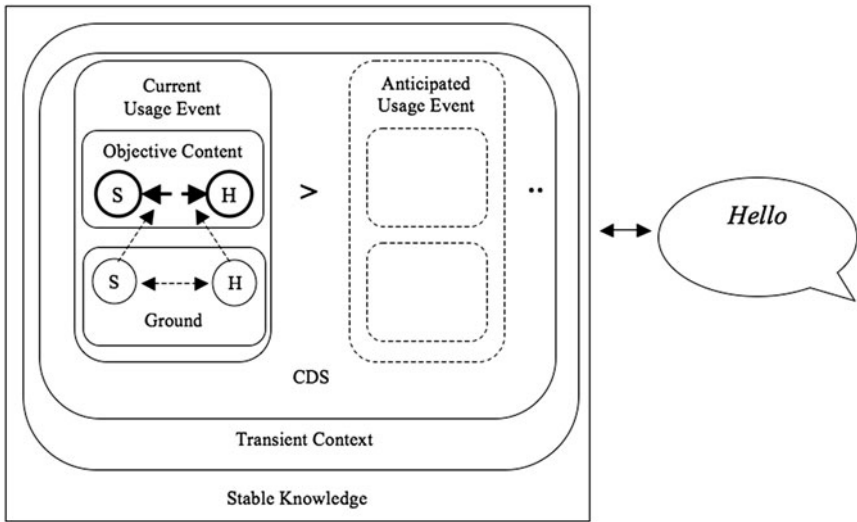 Current
Usage Event
Objective Content
S H
S H
Ground
>
Anticipated
Usage Event
..
CDS
Transient Context
Stable Knowledge
Hello